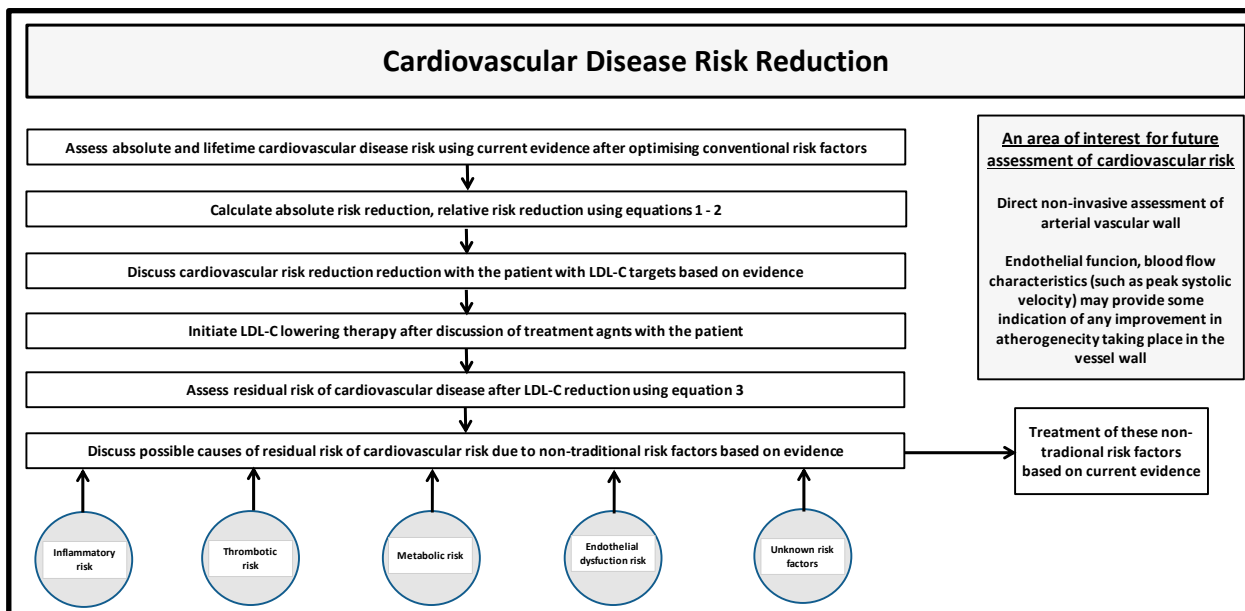 Cardiovascular Disease Risk Reduction
Assess absolute and lifetime cardiovascular disease risk using current evidence after optimising conventional risk factors
Calculate absolute risk reduction, relative risk reduction using equations 1 - 2
Discuss cardiovascular risk reduction reduction with the patient with LDL-C targets based on evidence
Initiate LDL-C lowering therapy after discussion of treatment agnts with the patient
Assess residual risk of cardiovascular disease after LDL-C reduction using equation 3
Discuss possible causes of residual risk of cardiovascular risk due to non-traditional risk factors based on evidence
Inflammatory
risk
Thrombotic
risk
Metabolic risk
Endothelial
dysfuction risk
Unknown risk
factors
An area of interest for future
assessment of cardiovascular risk
Direct non-invasive assessment of
arterial vascular wall
Endothelial funcion, blood flow
characteristics (such as peak systolic
velocity) may provide some
indication of any improvement in
atherogenecity taking place in the
vessel wall
Treatment of these non-
tradional risk factors
based on current evidence